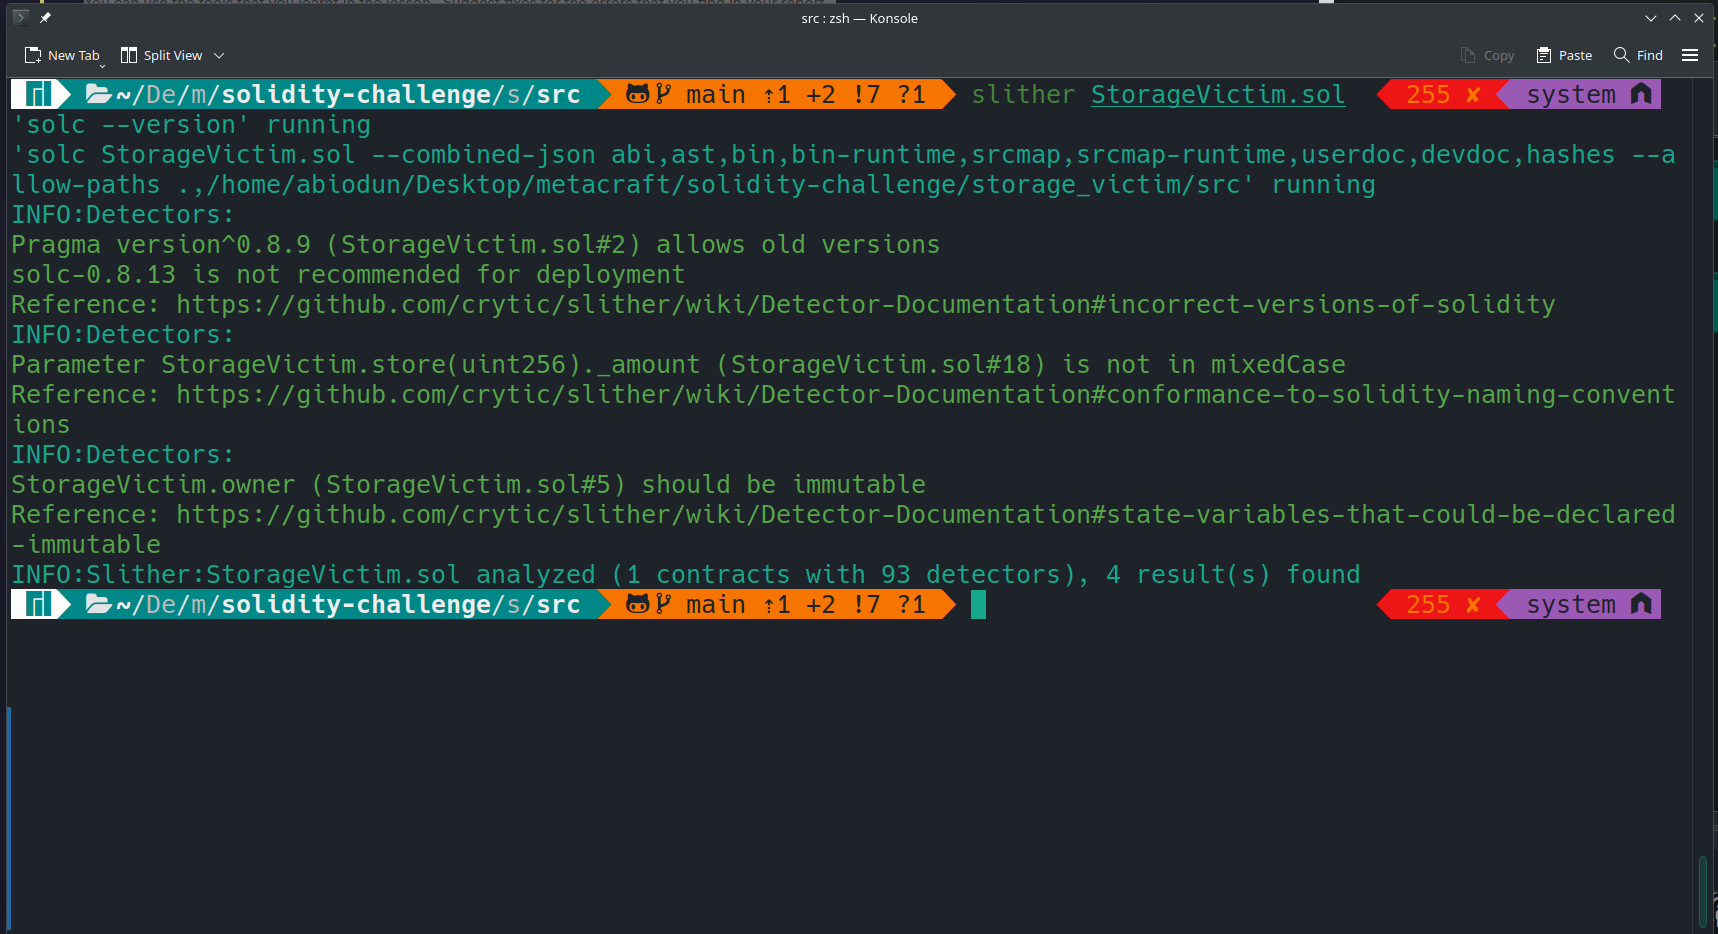 src : zsh — Konsole
New Tab Split View Copy Paste Find
~/De/m/solidity-challenge/s/src main ⇡1 +2 !7 ?1 slither StorageVictim.sol 255 ✘ system
'solc --version' running
'solc StorageVictim.sol --combined-json abi,ast,bin,bin-runtime,srcmap,srcmap-runtime,userdoc,devdoc,hashes --a
llow-paths .,/home/abiodun/Desktop/metacraft/solidity-challenge/storage_victim/src' running
INFO:Detectors:
Pragma version^0.8.9 (StorageVictim.sol#2) allows old versions
solc-0.8.13 is not recommended for deployment
Reference: https://github.com/crytic/slither/wiki/Detector-Documentation#incorrect-versions-of-solidity
INFO:Detectors:
Parameter StorageVictim.store(uint256)._amount (StorageVictim.sol#18) is not in mixedCase
Reference: https://github.com/crytic/slither/wiki/Detector-Documentation#conformance-to-solidity-naming-convent
ions
INFO:Detectors:
StorageVictim.owner (StorageVictim.sol#5) should be immutable
Reference: https://github.com/crytic/slither/wiki/Detector-Documentation#state-variables-that-could-be-declared
-immutable
INFO:Slither:StorageVictim.sol analyzed (1 contracts with 93 detectors), 4 result(s) found
~/De/m/solidity-challenge/s/src main ⇡1 +2 !7 ?1 255 ✘ system